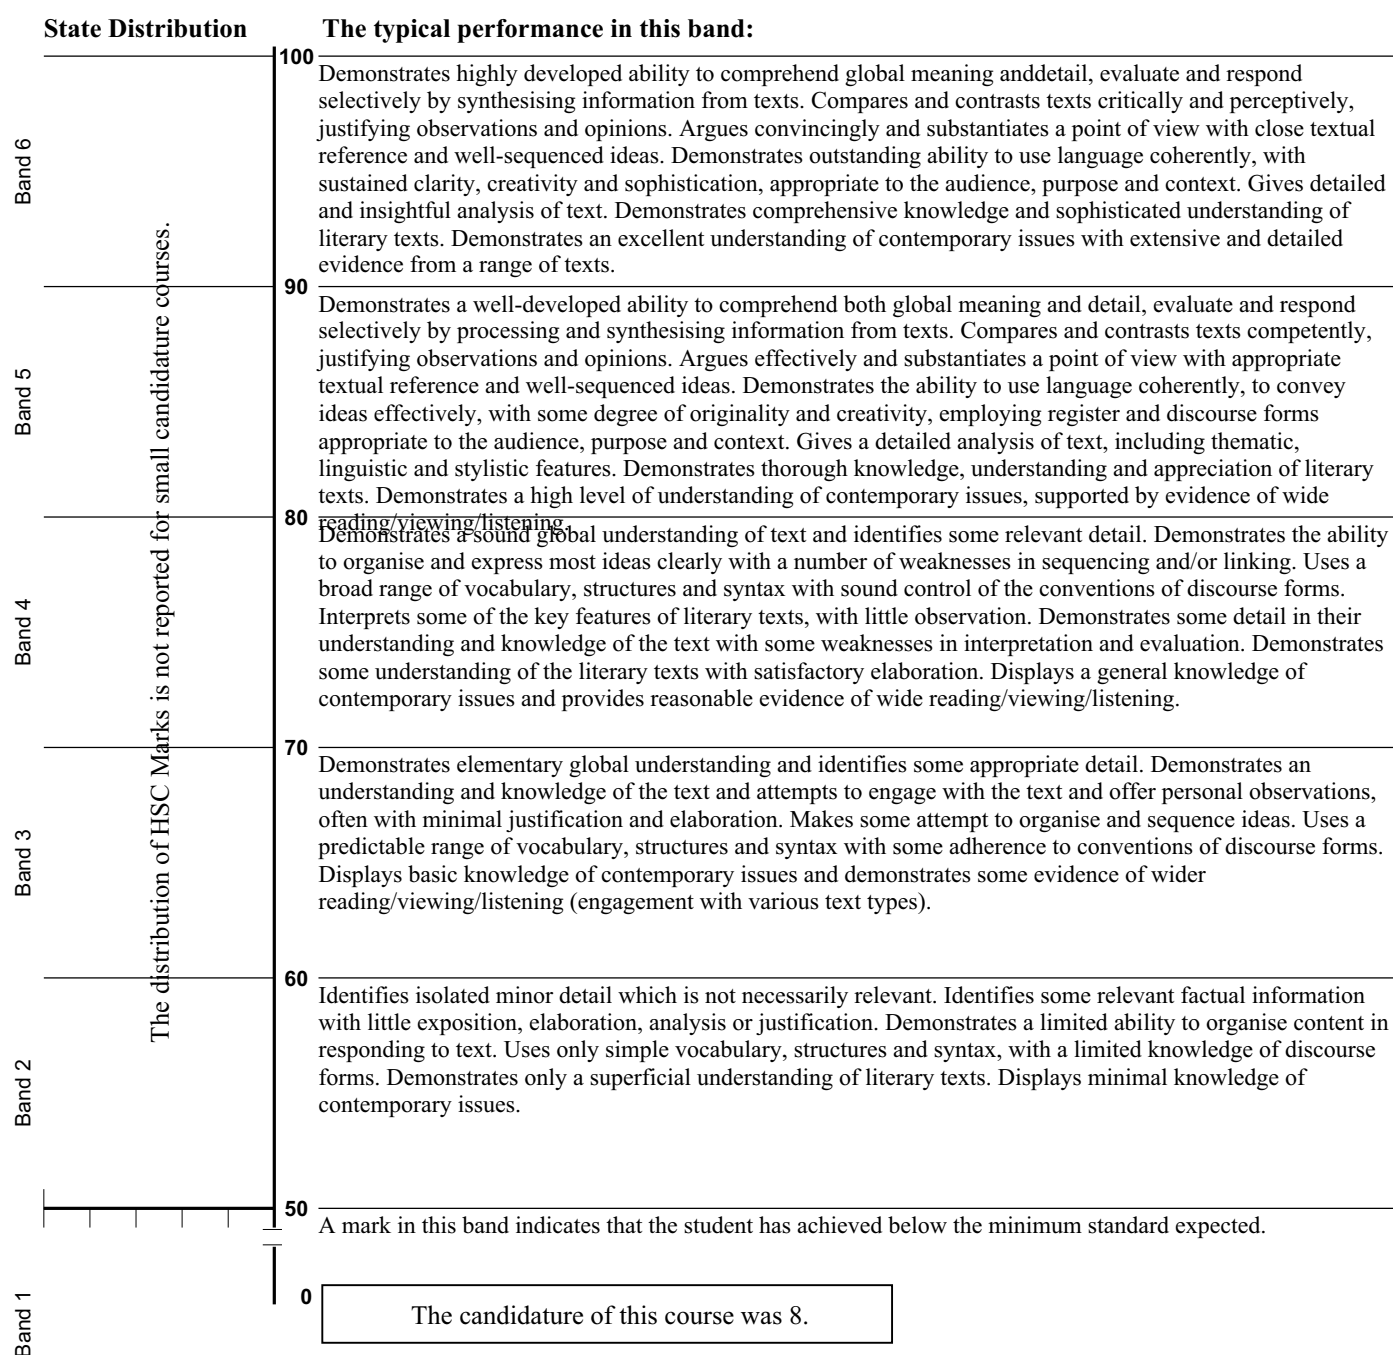 State Distribution
The typical performance in this band:
100
Demonstrates highly developed ability to comprehend global meaning anddetail, evaluate and respond
selectively by synthesising information from texts. Compares and contrasts texts critically and perceptively,
justifying observations and opinions. Argues convincingly and substantiates a point of view with close textual
reference and well-sequenced ideas. Demonstrates outstanding ability to use language coherently, with
sustained clarity, creativity and sophistication, appropriate to the audience, purpose and context. Gives detailed
and insightful analysis of text. Demonstrates comprehensive knowledge and sophisticated understanding of
literary texts. Demonstrates an excellent understanding of contemporary issues with extensive and detailed
evidence from a range of texts.
Band 6
90
Demonstrates a well-developed ability to comprehend both global meaning and detail, evaluate and respond
selectively by processing and synthesising information from texts. Compares and contrasts texts competently,
justifying observations and opinions. Argues effectively and substantiates a point of view with appropriate
textual reference and well-sequenced ideas. Demonstrates the ability to use language coherently, to convey
ideas effectively, with some degree of originality and creativity, employing register and discourse forms
appropriate to the audience, purpose and context. Gives a detailed analysis of text, including thematic,
linguistic and stylistic features. Demonstrates thorough knowledge, understanding and appreciation of literary
texts. Demonstrates a high level of understanding of contemporary issues, supported by evidence of wide
reading/viewing/listening.
Band 5
80
Demonstrates a sound global understanding of text and identifies some relevant detail. Demonstrates the ability
to organise and express most ideas clearly with a number of weaknesses in sequencing and/or linking. Uses a
broad range of vocabulary, structures and syntax with sound control of the conventions of discourse forms.
Interprets some of the key features of literary texts, with little observation. Demonstrates some detail in their
understanding and knowledge of the text with some weaknesses in interpretation and evaluation. Demonstrates
some understanding of the literary texts with satisfactory elaboration. Displays a general knowledge of
contemporary issues and provides reasonable evidence of wide reading/viewing/listening.
Band 4
The distribution of HSC Marks is not reported for small candidature courses.
70
Demonstrates elementary global understanding and identifies some appropriate detail. Demonstrates an
understanding and knowledge of the text and attempts to engage with the text and offer personal observations,
often with minimal justification and elaboration. Makes some attempt to organise and sequence ideas. Uses a
predictable range of vocabulary, structures and syntax with some adherence to conventions of discourse forms.
Displays basic knowledge of contemporary issues and demonstrates some evidence of wider
reading/viewing/listening (engagement with various text types).
Band 3
60
Identifies isolated minor detail which is not necessarily relevant. Identifies some relevant factual information
with little exposition, elaboration, analysis or justification. Demonstrates a limited ability to organise content in
responding to text. Uses only simple vocabulary, structures and syntax, with a limited knowledge of discourse
forms. Demonstrates only a superficial understanding of literary texts. Displays minimal knowledge of
contemporary issues.
Band 2
50
A mark in this band indicates that the student has achieved below the minimum standard expected.
0
Band 1
The candidature of this course was 8.